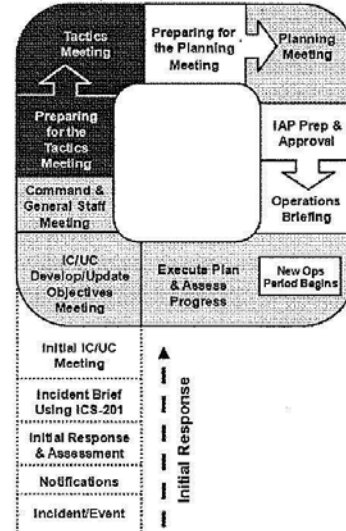 Tactics
Meeting
Preparing for
the Planning
Meeting
Planning
Meeting
Preparing
for the
Tactics
Meeting
IAP Prep &
Approval
Command &
General Staff
Meeting
Operations
Briefing
IC/UC
Develop/Update
Objectives
Meeting
Execute Plan
& Assess
Progress
New Ops
Period Begins
Initial IC/UC
Meeting
Incident Brief
Using ICS-201
Initial Response
& Assessment
Notifications
Incident/Event
Initial Response